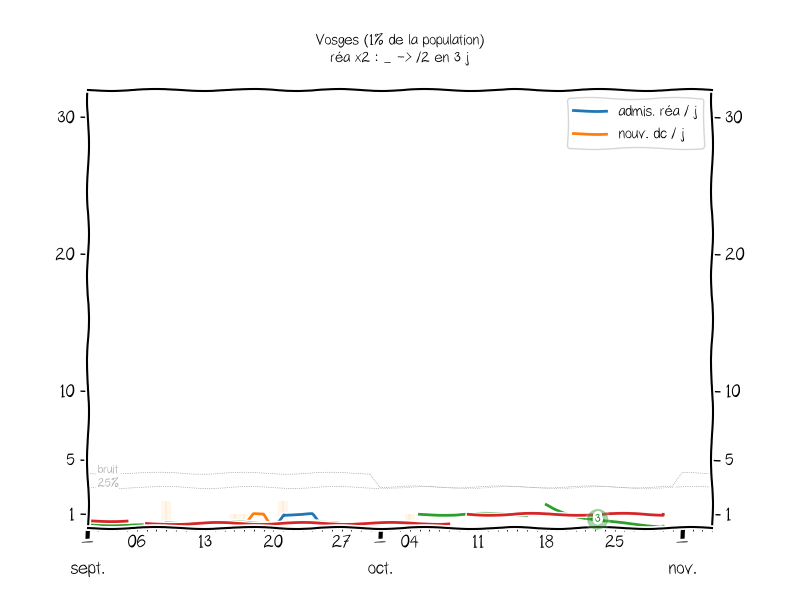 Vosges (1% de la population)
réa x2 : _ -> /2 en 3 j
30
30
admis. réa / j
nouv. dc / j
20
20
10
10
5
5
bruit
25%
1
1
3
06
13
20
27
04
11
18
25
sept.
oct.
nov.